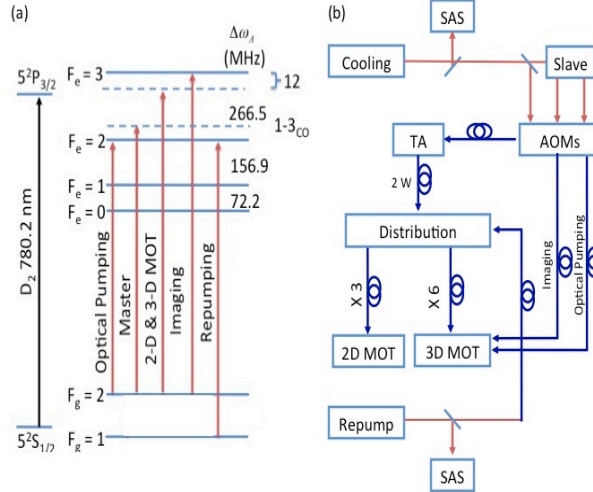 (a)
Δω_A
(MHz)
5²P3/2
Fe = 3
12
266.5
1-3CO
Fe = 2
156.9
Fe = 1
72.2
Fe = 0
D2 780.2 nm
Optical Pumping
Master
2-D & 3-D MOT
Imaging
Repumping
Fg = 2
5²S1/2
Fg = 1
(b)
SAS
Cooling
Slave
TA
AOMs
2 W
Distribution
Imaging
Optical Pumping
X 3
X 6
2D MOT
3D MOT
Repump
SAS